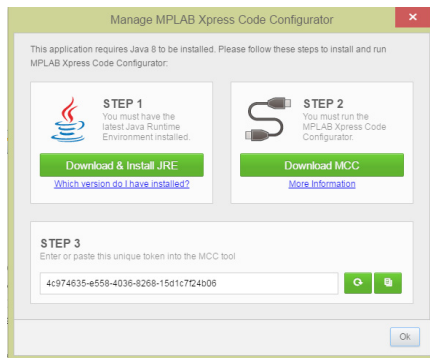 Manage MPLAB Xpress Code Configurator
This application requires Java 8 to be installed. Please follow these steps to install and run
MPLAB Xpress Code Configurator:
STEP 1
You must have the
latest Java Runtime
Environment installed.
Download & Install JRE
Which version do I have installed?
STEP 2
You must run the
MPLAB Xpress Code
Configurator.
Download MCC
More Information
STEP 3
Enter or paste this unique token into the MCC tool
4c974635-e558-4036-8268-15d1c7f24b06
Ok